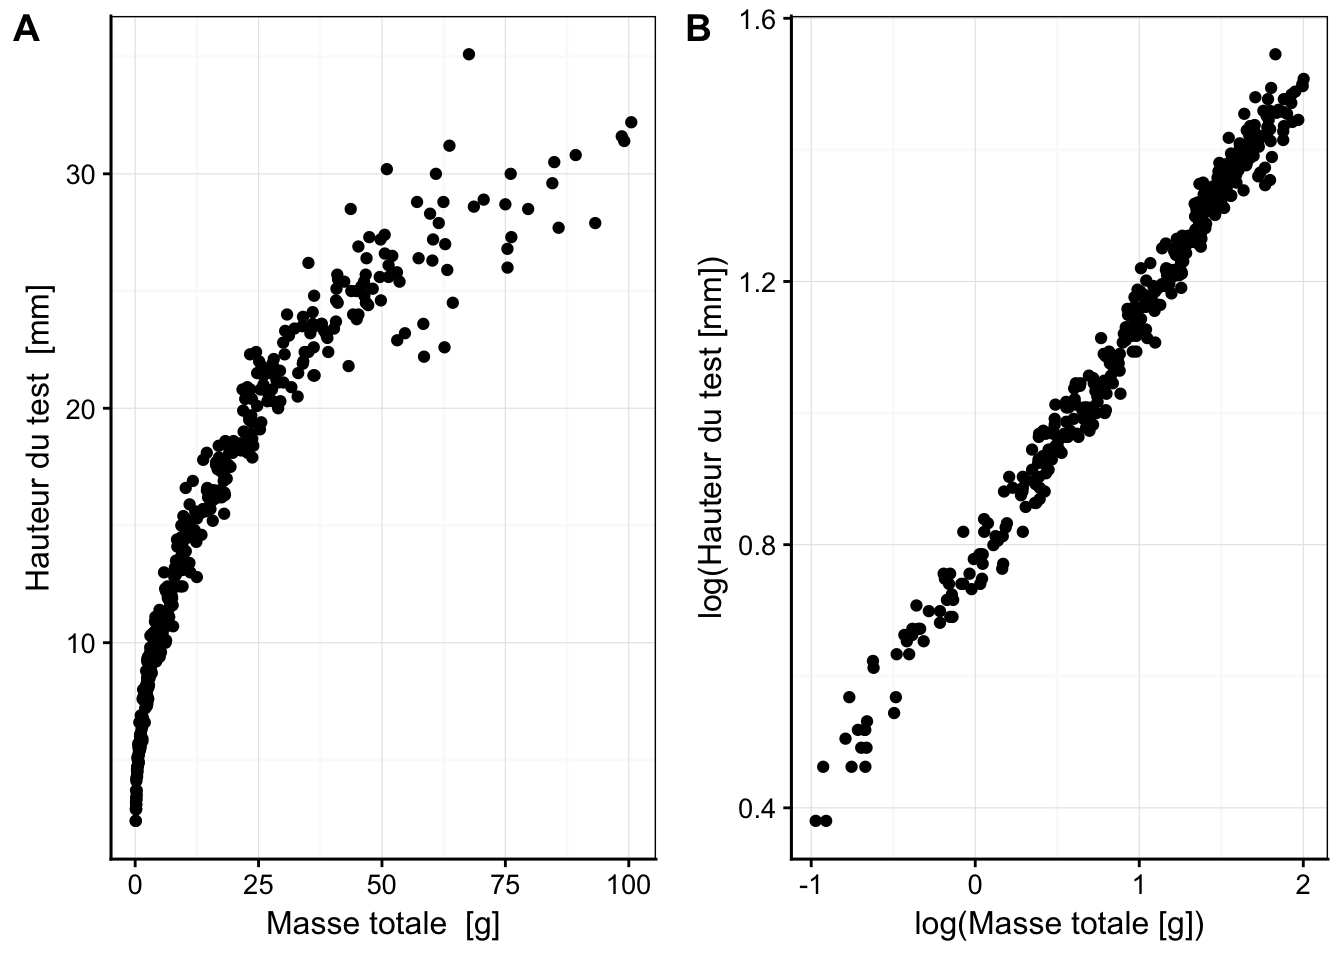 A
Hauteur du test [mm]
30
20
10
0 25 50 75 100
Masse totale [g]
B
log(Hauteur du test [mm])
1.6
1.2
0.8
0.4
-1 0 1 2
log(Masse totale [g])